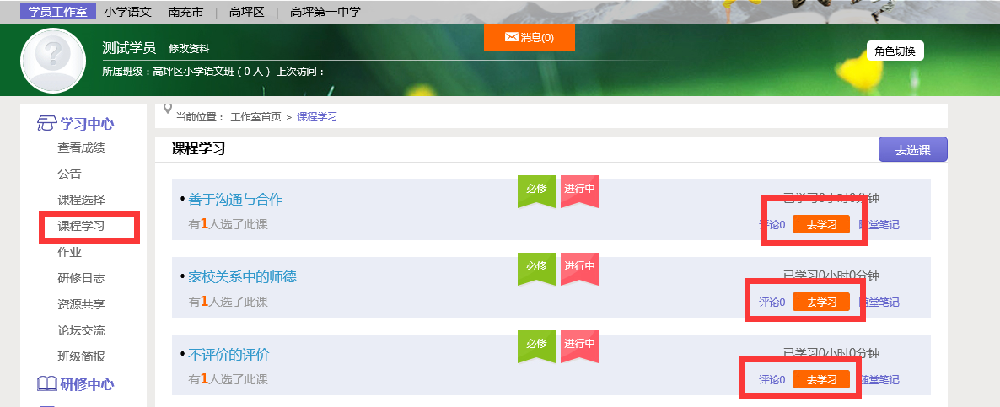 学员工作室 小学语文 南充市 | 高坪区 | 高坪第一中学
消息(0)
测试学员 修改资料
角色切换
所属班级：高坪区小学语文班（0 人） 上次访问：
学习中心
查看成绩
公告
课程选择
课程学习
作业
研修日志
资源共享
论坛交流
班级简报
研修中心
当前位置： 工作室首页 > 课程学习
课程学习
去选课
• 善于沟通与合作
必修 进行中
已学习0小时0分钟
有1人选了此课
评论0 去学习 随堂笔记
• 家校关系中的师德
必修 进行中
已学习0小时0分钟
有1人选了此课
评论0 去学习 随堂笔记
• 不评价的评价
必修 进行中
已学习0小时0分钟
有1人选了此课
评论0 去学习 随堂笔记